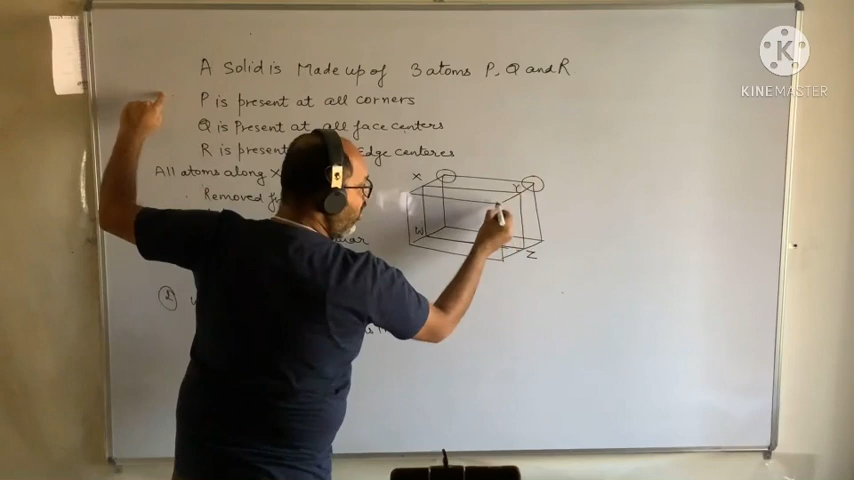 A Solid is Made up of 3 atoms P, Q and R
P is present at all corners
Q is Present at all face centers
R is present Edge centeres
All atoms along X
Removed
X
Y
W
Z
②
K
KINEMASTER